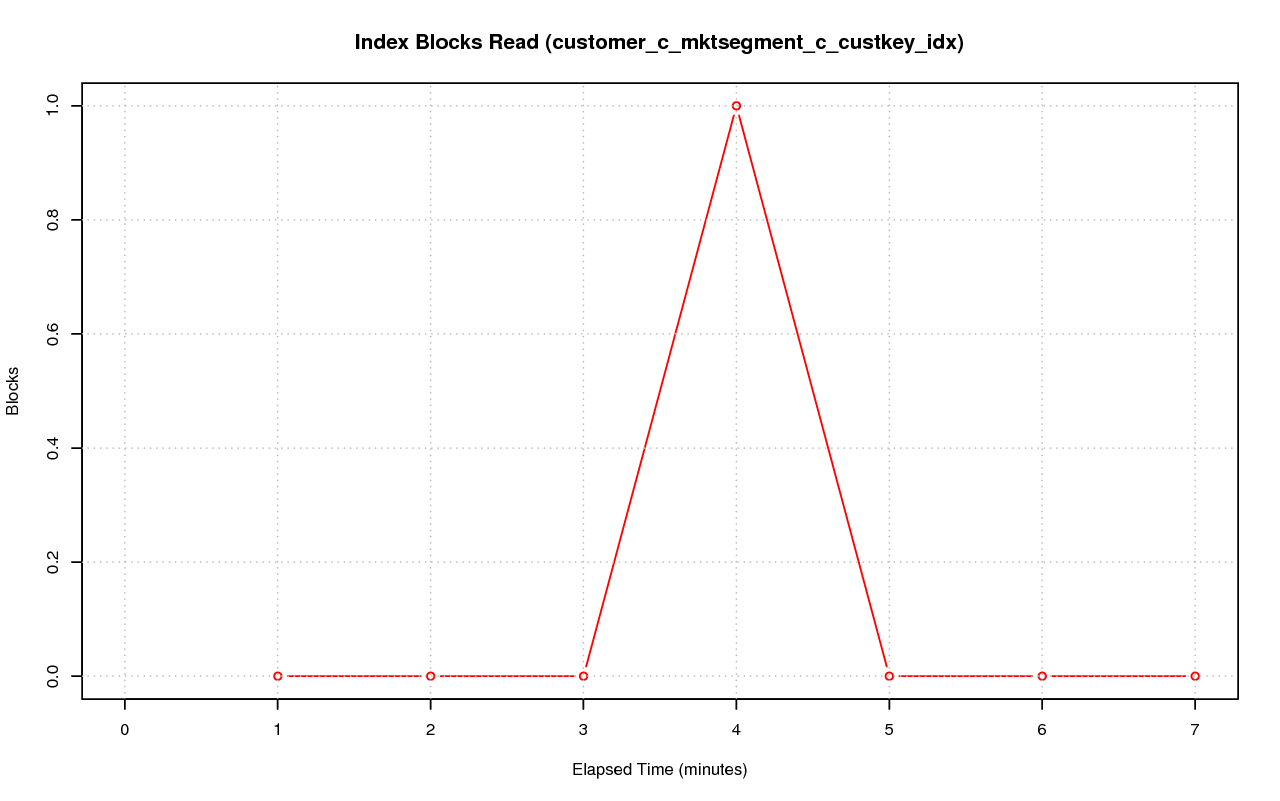 Index Blocks Read (customer_c_mktsegment_c_custkey_idx)
1.0
0.8
0.6
0.4
0.2
0.0
Blocks
0 1 2 3 4 5 6 7
Elapsed Time (minutes)